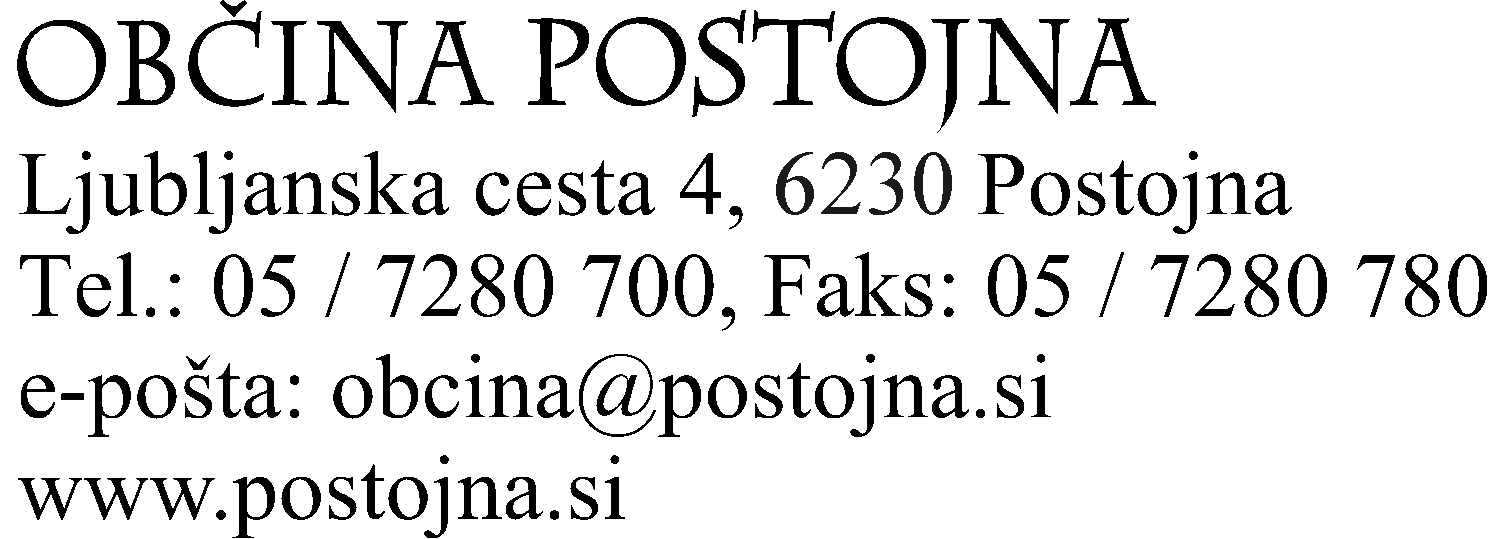 OBČINA POSTOJNA
Ljubljanska cesta 4, 6230 Postojna
Tel.: 05 / 7280 700, Faks: 05 / 7280 780
e-pošta: obcina@postojna.si
www.postojna.si